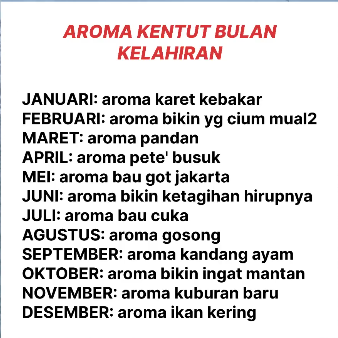 AROMA KENTUT BULAN
KELAHIRAN
JANUARI: aroma karet kebakar
FEBRUARI: aroma bikin yg cium mual2
MARET: aroma pandan
APRIL: aroma pete' busuk
MEI: aroma bau got jakarta
JUNI: aroma bikin ketagihan hirupnya
JULI: aroma bau cuka
AGUSTUS: aroma gosong
SEPTEMBER: aroma kandang ayam
OKTOBER: aroma bikin ingat mantan
NOVEMBER: aroma kuburan baru
DESEMBER: aroma ikan kering